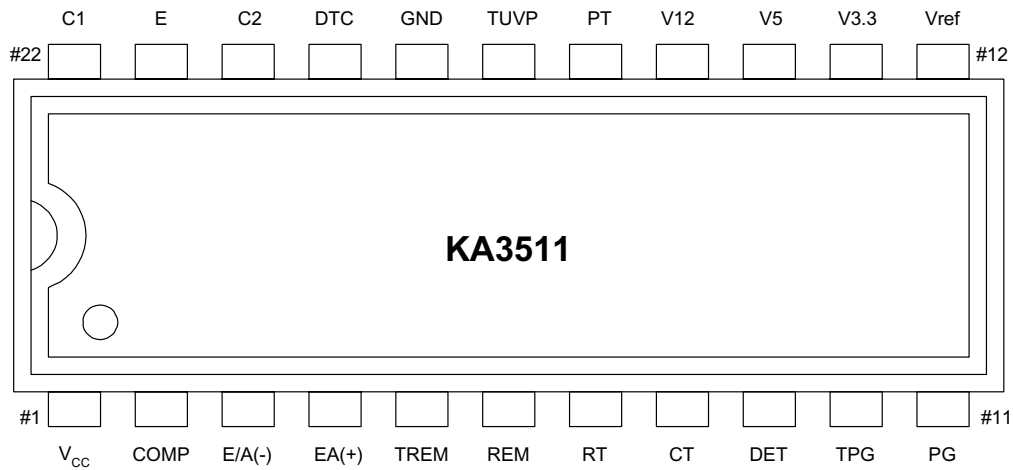 C1 E C2 DTC GND TUVP PT V12 V5 V3.3 Vref
#22 #12
KA3511
#1 #11
VCC COMP E/A(-) EA(+) TREM REM RT CT DET TPG PG